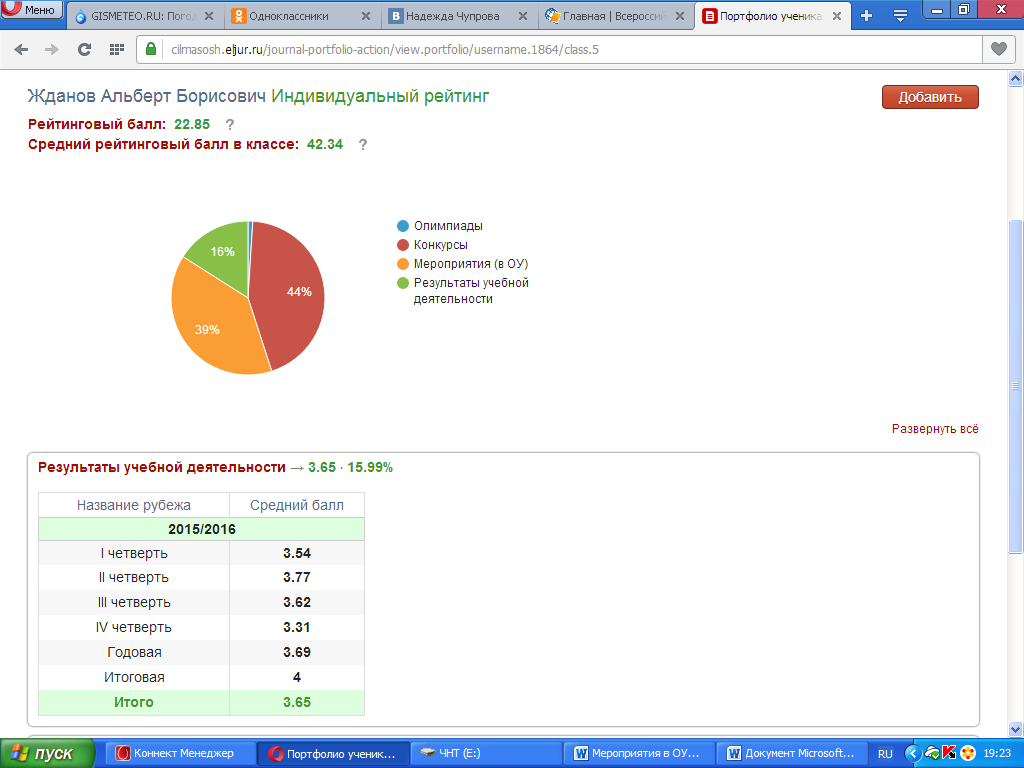 Меню
GISMETEO.RU: Погод
Одноклассники
Надежда Чупрова
Главная | Всероссий
Портфолио ученика
cilmasosh.eljur.ru/journal-portfolio-action/view.portfolio/username.1864/class.5
Жданов Альберт Борисович Индивидуальный рейтинг
Добавить
Рейтинговый балл: 22.85 ?
Средний рейтинговый балл в классе: 42.34 ?
16%
44%
39%
Олимпиады
Конкурсы
Мероприятия (в ОУ)
Результаты учебной
деятельности
Развернуть всё
Результаты учебной деятельности → 3.65 · 15.99%
Название рубежа Средний балл
2015/2016
I четверть 3.54
II четверть 3.77
III четверть 3.62
IV четверть 3.31
Годовая 3.69
Итоговая 4
Итого 3.65
пуск
Коннект Менеджер
Портфолио ученик...
ЧНТ (E:)
Мероприятия в ОУ...
Документ Microsoft...
RU
19:23